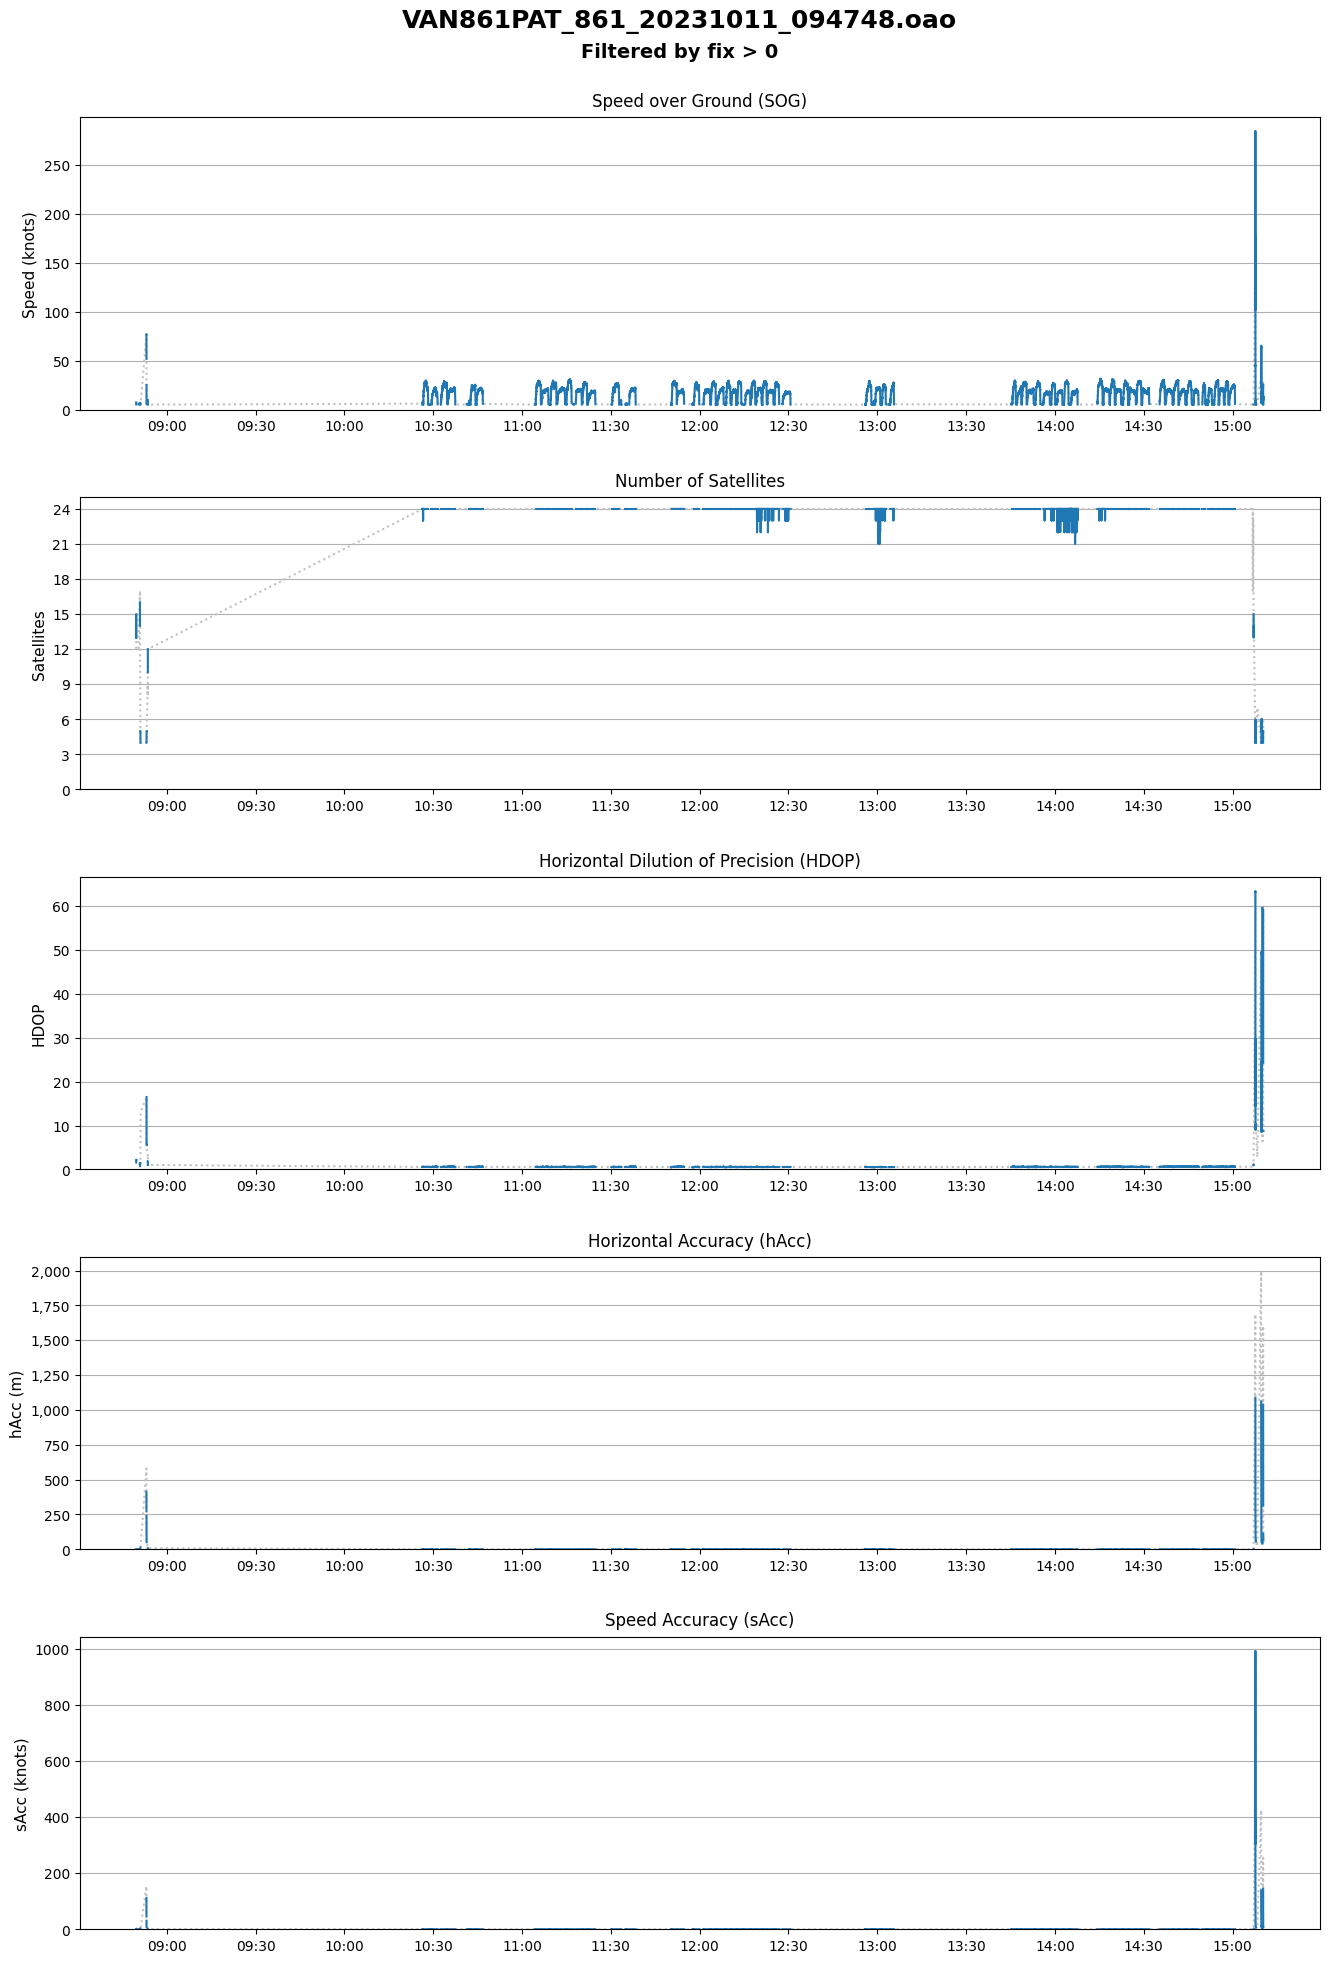 VAN861PAT_861_20231011_094748.oao
Filtered by fix > 0
Speed over Ground (SOG)
Speed (knots)
250
200
150
100
50
0
09:00 09:30 10:00 10:30 11:00 11:30 12:00 12:30 13:00 13:30 14:00 14:30 15:00
Number of Satellites
Satellites
24
21
18
15
12
9
6
3
0
09:00 09:30 10:00 10:30 11:00 11:30 12:00 12:30 13:00 13:30 14:00 14:30 15:00
Horizontal Dilution of Precision (HDOP)
HDOP
60
50
40
30
20
10
0
09:00 09:30 10:00 10:30 11:00 11:30 12:00 12:30 13:00 13:30 14:00 14:30 15:00
Horizontal Accuracy (hAcc)
hAcc (m)
2,000
1,750
1,500
1,250
1,000
750
500
250
0
09:00 09:30 10:00 10:30 11:00 11:30 12:00 12:30 13:00 13:30 14:00 14:30 15:00
Speed Accuracy (sAcc)
sAcc (knots)
1000
800
600
400
200
0
09:00 09:30 10:00 10:30 11:00 11:30 12:00 12:30 13:00 13:30 14:00 14:30 15:00